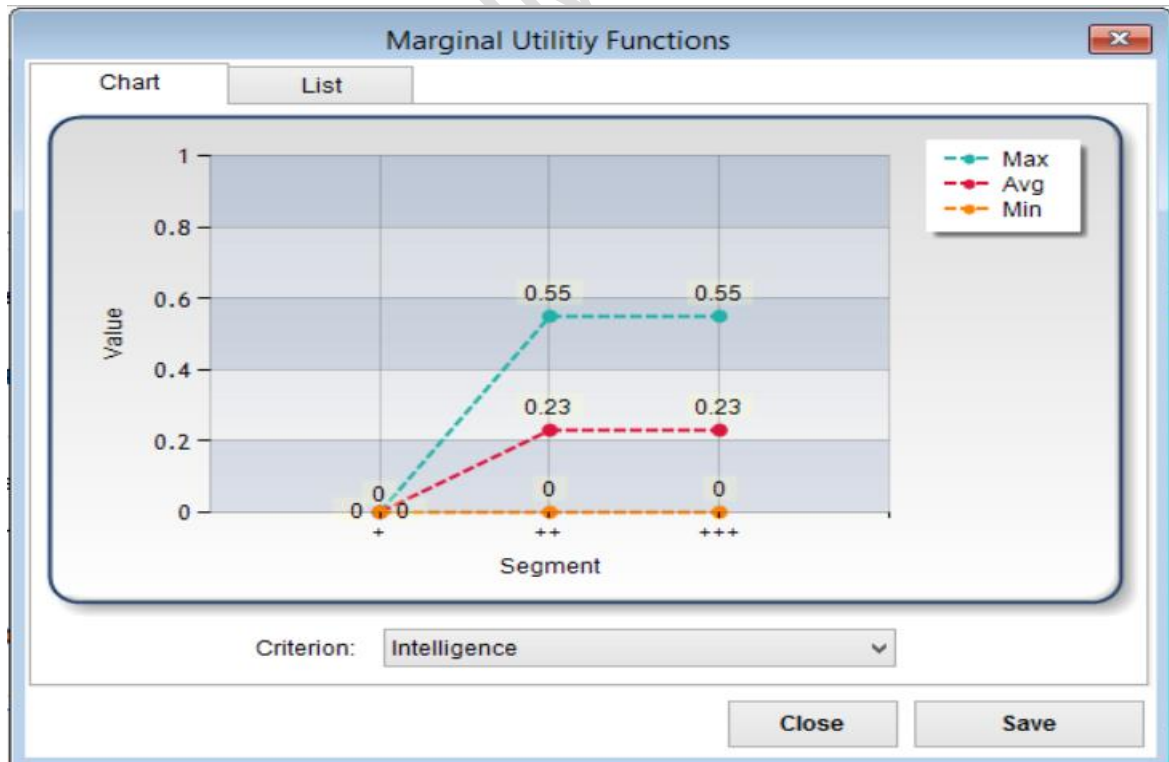 Marginal Utilitiy Functions
Chart List
1
0.8
0.6
0.4
0.2
0
Value
0.55 0.55
0.23 0.23
0
0 0
0 0
+ ++ +++
Segment
Max
Avg
Min
Criterion: Intelligence
Close Save